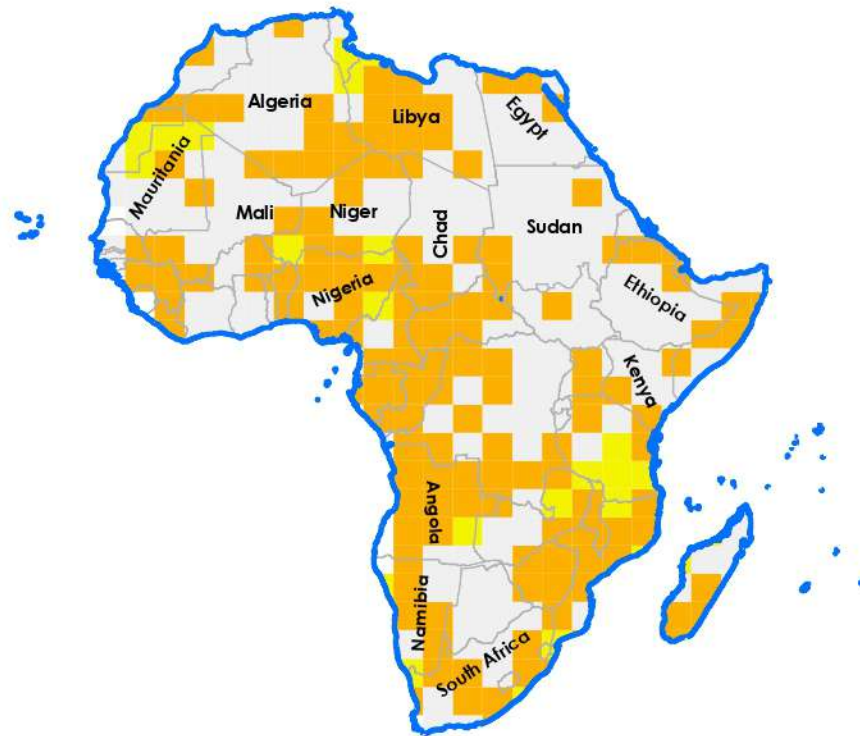 Algeria
Libya
Egypt
Mauritania
Mali
Niger
Chad
Sudan
Nigeria
Ethiopia
Kenya
Angola
Namibia
South Africa